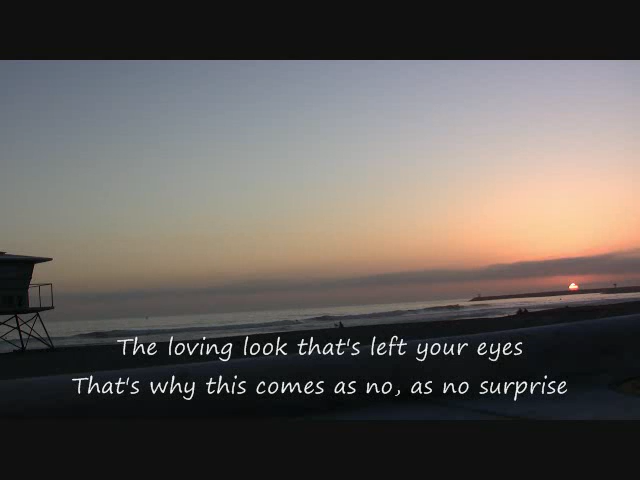 The loving look that's left your eyes
That's why this comes as no, as no surprise